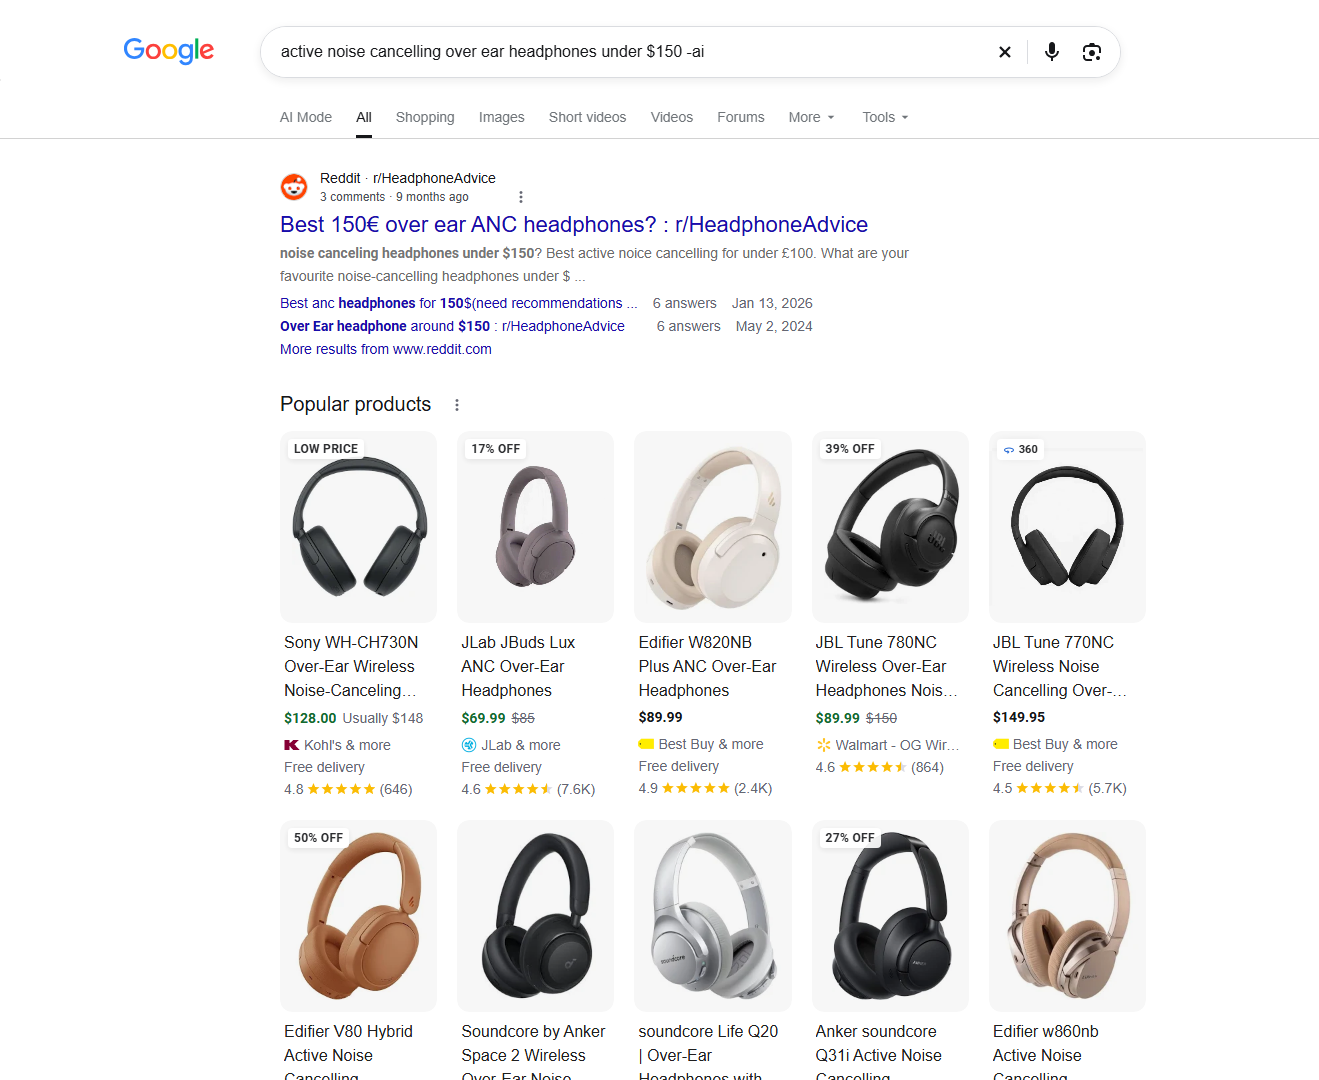 Google
active noise cancelling over ear headphones under $150 -ai
AI Mode All Shopping Images Short videos Videos Forums More Tools
Reddit · r/HeadphoneAdvice
3 comments · 9 months ago
Best 150€ over ear ANC headphones? : r/HeadphoneAdvice
noise canceling headphones under $150? Best active noice cancelling for under £100. What are your
favourite noise-cancelling headphones under $ ...
Best anc headphones for 150$(need recommendations ... 6 answers Jan 13, 2026
Over Ear headphone around $150 : r/HeadphoneAdvice 6 answers May 2, 2024
More results from www.reddit.com
Popular products
LOW PRICE
Sony WH-CH730N
Over-Ear Wireless
Noise-Canceling...
$128.00 Usually $148
Kohl's & more
Free delivery
4.8 (646)
17% OFF
JLab JBuds Lux
ANC Over-Ear
Headphones
$69.99 $85
JLab & more
Free delivery
4.6 (7.6K)
Edifier W820NB
Plus ANC Over-Ear
Headphones
$89.99
Best Buy & more
Free delivery
4.9 (2.4K)
39% OFF
JBL
JBL Tune 780NC
Wireless Over-Ear
Headphones Nois...
$89.99 $150
Walmart - OG Wir...
4.6 (864)
360
JBL Tune 770NC
Wireless Noise
Cancelling Over-...
$149.95
Best Buy & more
Free delivery
4.5 (5.7K)
50% OFF
Edifier V80 Hybrid
Active Noise
Cancelling
Soundcore by Anker
Space 2 Wireless
Over-Ear Noise
soundcore
soundcore Life Q20
| Over-Ear
Headphones with
27% OFF
Anker soundcore
Q31i Active Noise
Cancelling
Edifier w860nb
Active Noise
Cancelling